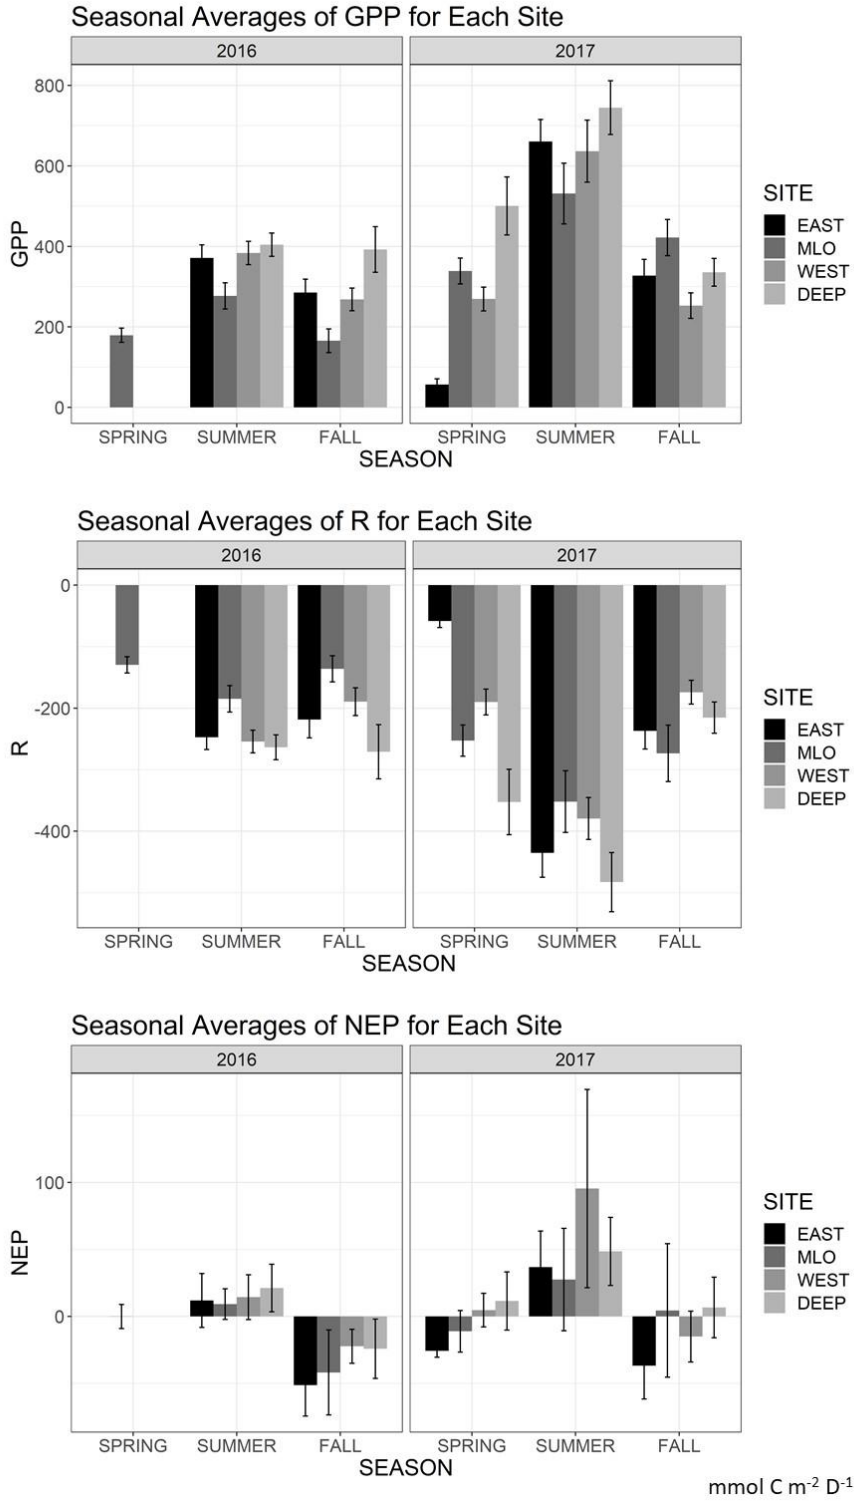 Seasonal Averages of GPP for Each Site
2016 2017
800
600
400
200
0
GPP
SPRING SUMMER FALL SPRING SUMMER FALL
SEASON
SITE
EAST
MLO
WEST
DEEP
Seasonal Averages of R for Each Site
2016 2017
0
-200
-400
R
SPRING SUMMER FALL SPRING SUMMER FALL
SEASON
SITE
EAST
MLO
WEST
DEEP
Seasonal Averages of NEP for Each Site
2016 2017
100
0
NEP
SPRING SUMMER FALL SPRING SUMMER FALL
SEASON
SITE
EAST
MLO
WEST
DEEP
mmol C m⁻² D⁻¹